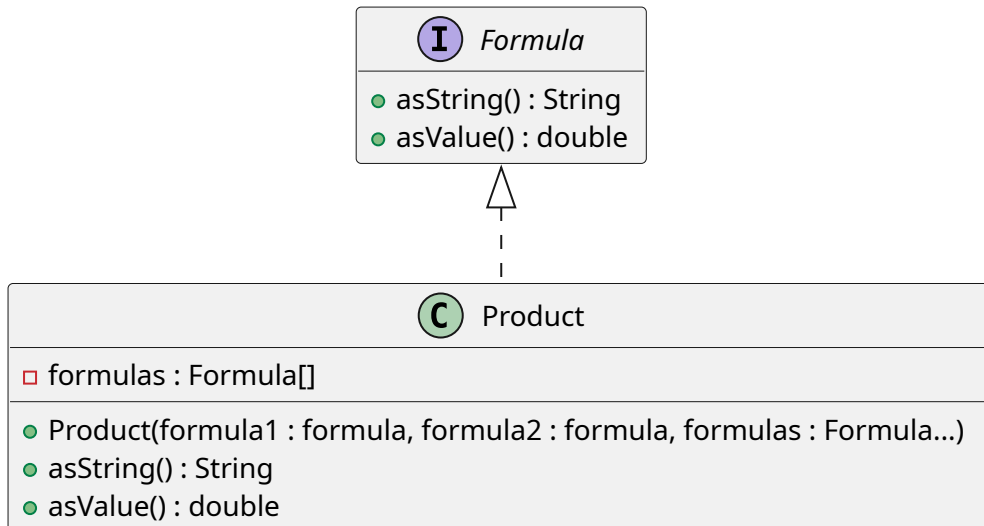 I Formula
asString() : String
asValue() : double
C Product
formulas : Formula[]
Product(formula1 : formula, formula2 : formula, formulas : Formula...)
asString() : String
asValue() : double